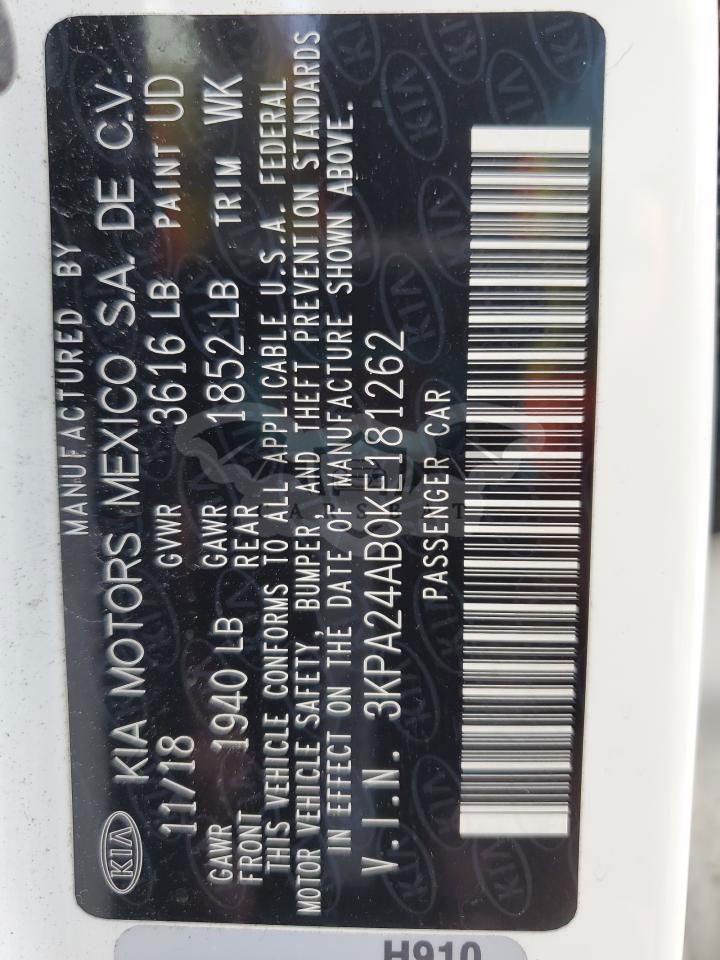 MANUFACTURED BY
KIA KIA MOTORS MEXICO S.A. DE C.V.
11/18 GVWR 3616 LB PAINT UD
GAWR FRONT 1940 LB GAWR REAR 1852 LB TRIM WK
THIS VEHICLE CONFORMS TO ALL APPLICABLE U.S.A. FEDERAL
MOTOR VEHICLE SAFETY, BUMPER, AND THEFT PREVENTION STANDARDS
IN EFFECT ON THE DATE OF MANUFACTURE SHOWN ABOVE.
V.I.N. 3KPA24AB0KE181262
PASSENGER CAR
H910